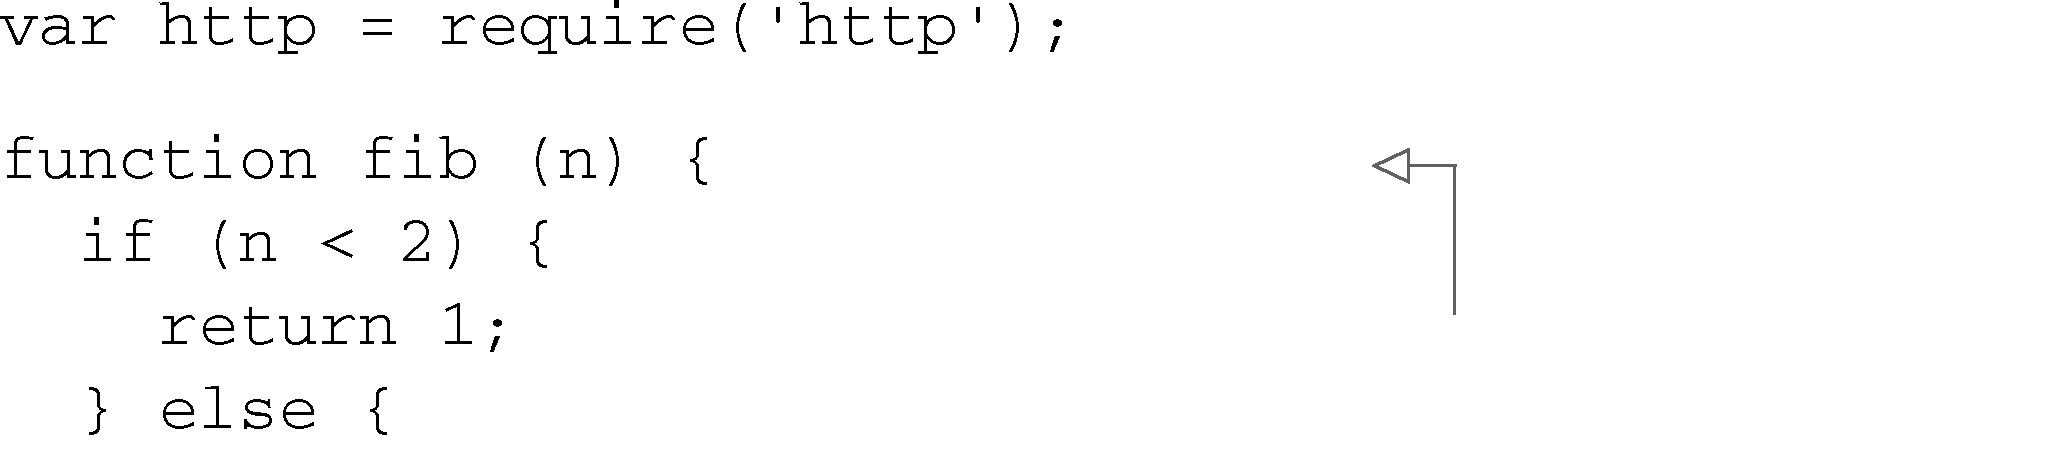 var http = require('http');
function fib (n) {
  if (n < 2) {
    return 1;
  } else {